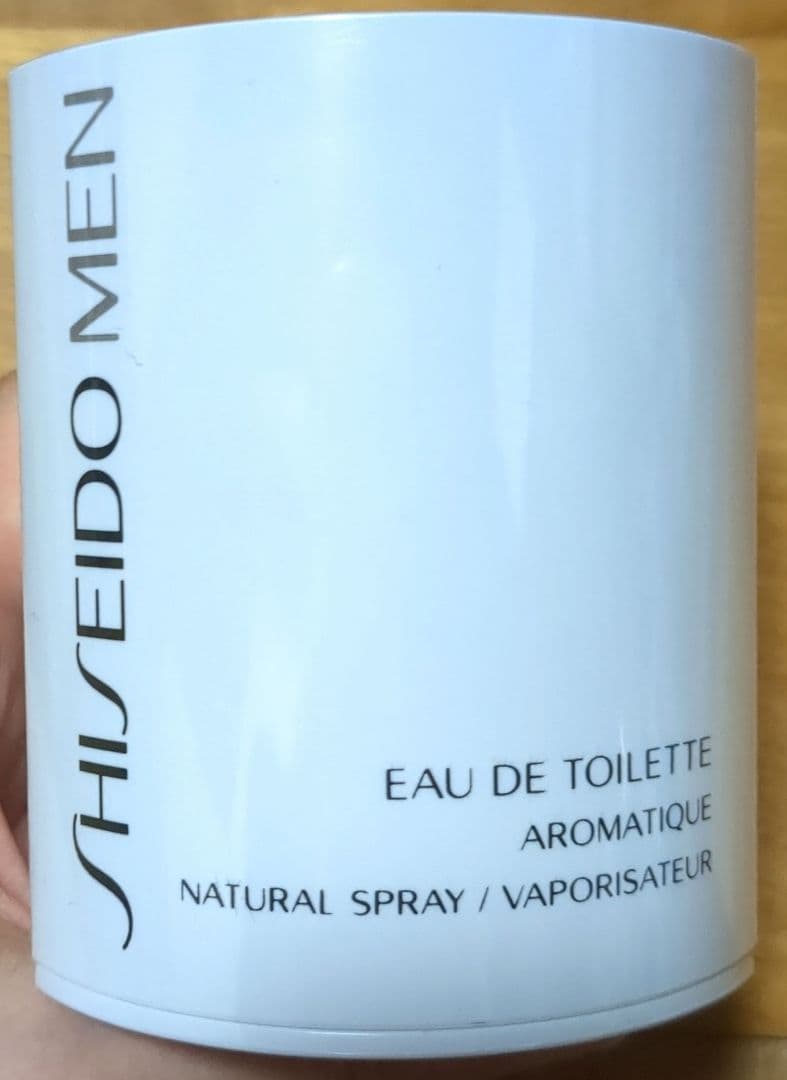 SHISEIDO MEN
EAU DE TOILETTE
AROMATIQUE
NATURAL SPRAY / VAPORISATEUR